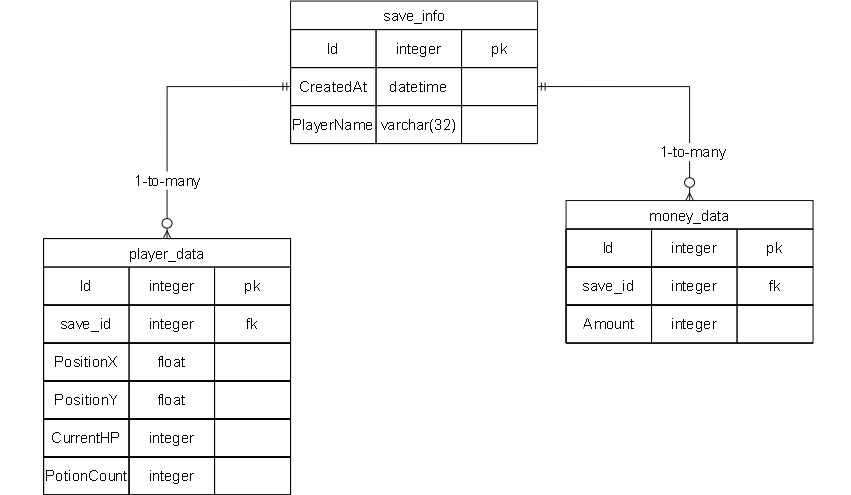 save_info
Id integer pk
CreatedAt datetime
PlayerName varchar(32)
1-to-many
1-to-many
player_data
Id integer pk
save_id integer fk
PositionX float
PositionY float
CurrentHP integer
PotionCount integer
money_data
Id integer pk
save_id integer fk
Amount integer